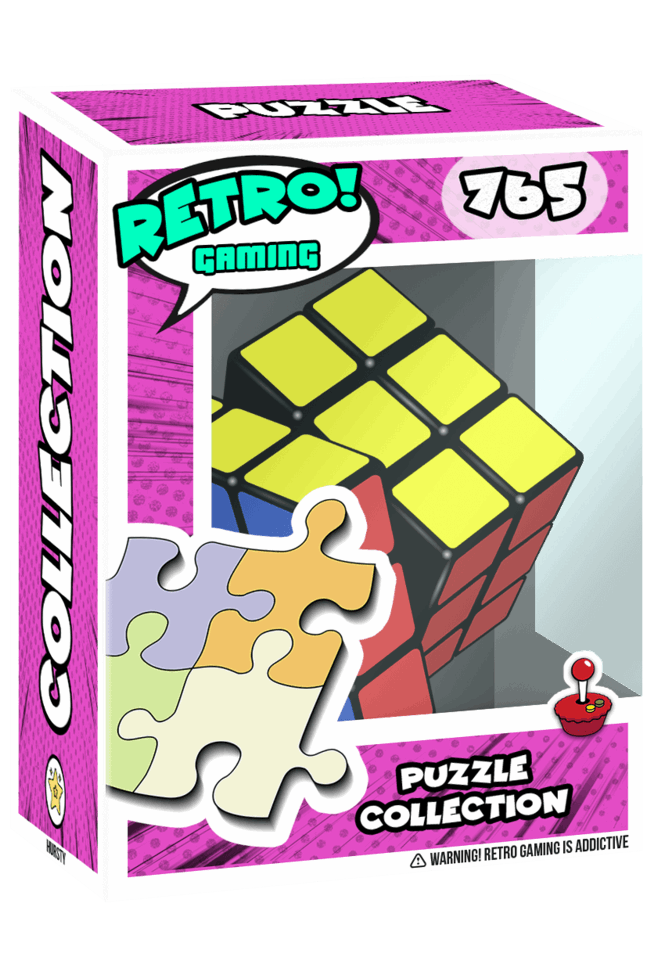 PUZZLE
COLLECTION
RETRO!
GAMING
765
PUZZLE
COLLECTION
WARNING! RETRO GAMING IS ADDICTIVE
HURSTY